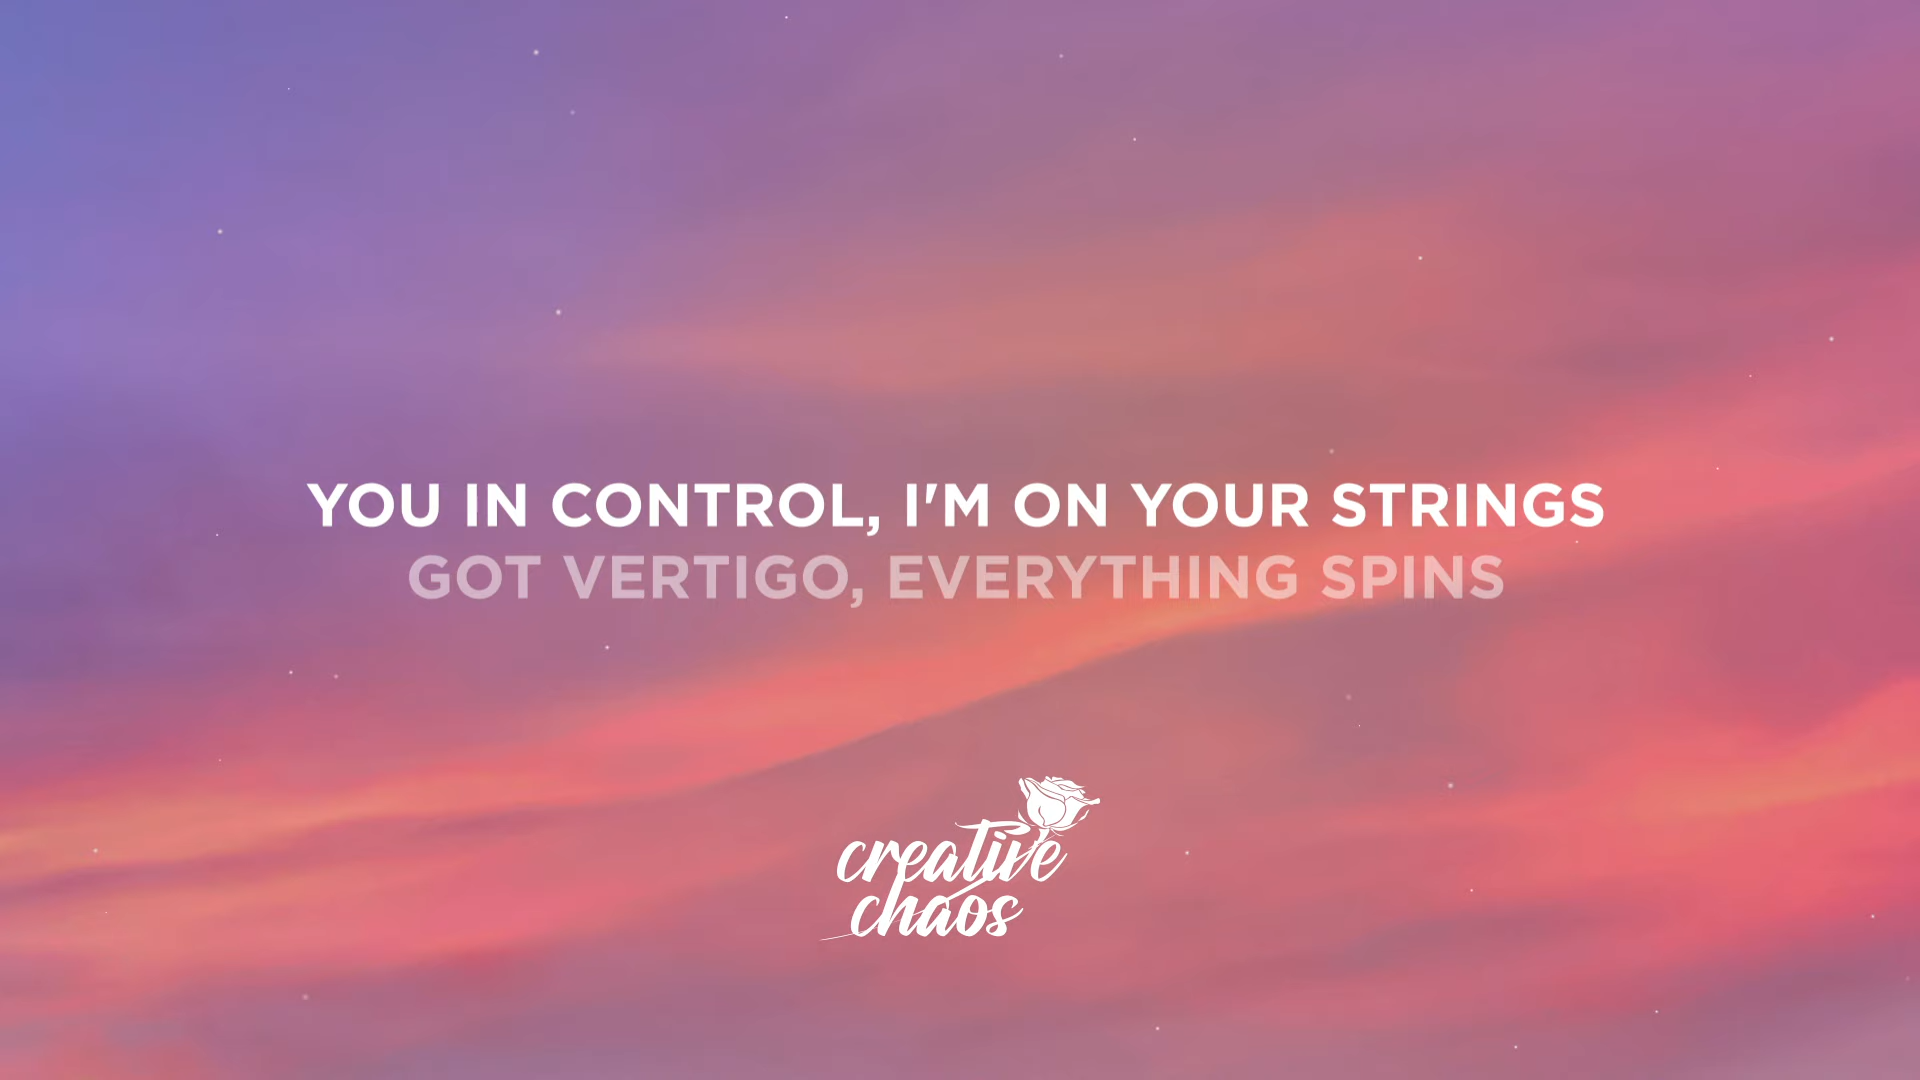 YOU IN CONTROL, I'M ON YOUR STRINGS
GOT VERTIGO, EVERYTHING SPINS
creative
chaos